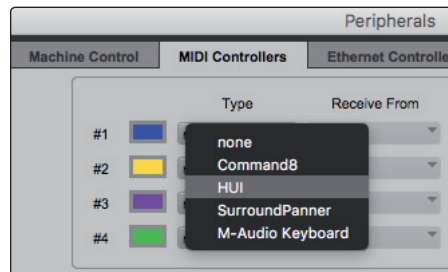 Peripherals
Machine Control MIDI Controllers Ethernet Controlle
Type Receive From
#1
none
Command8
#2
HUI
#3
SurroundPanner
#4
M-Audio Keyboard